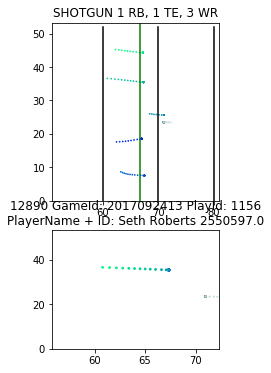 SHOTGUN 1 RB, 1 TE, 3 WR
50
40
30
20
10
0
60 70 80
12890 GameId: 2017092413 PlayId: 1156
PlayerName + ID: Seth Roberts 2550597.0
40
20
0
60 65 70